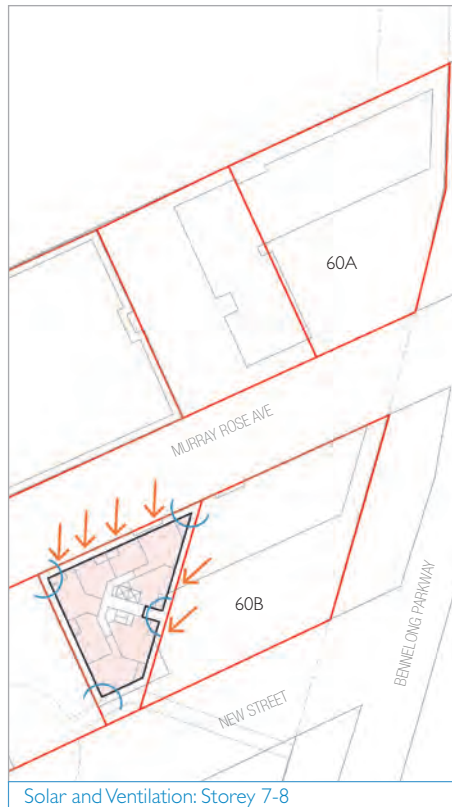 60A
MURRAY ROSE AVE
60B
BENNELONG PARKWAY
NEW STREET
Solar and Ventilation: Storey 7-8